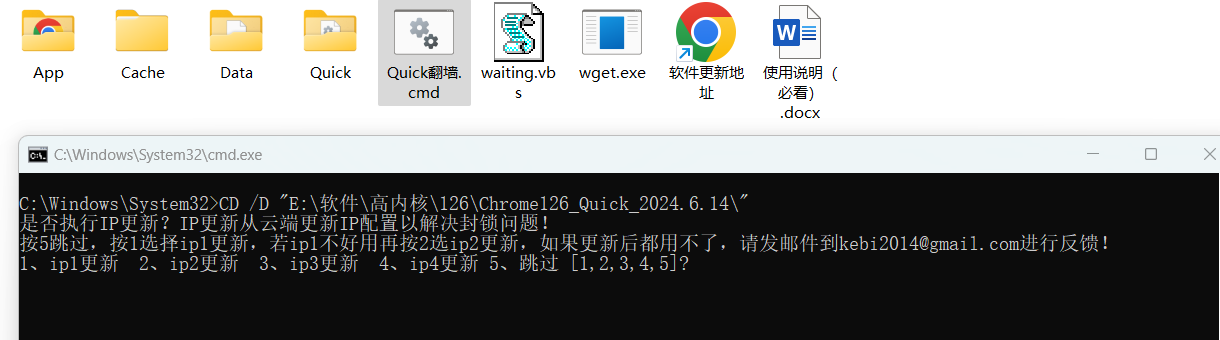 App
Cache
Data
Quick
Quick翻墙.
cmd
waiting.vb
s
wget.exe
软件更新地
址
使用说明（
必看）
.docx
C:\Windows\System32\cmd.exe
C:\Windows\System32>CD /D "E:\软件\高内核\126\Chrome126_Quick_2024.6.14\"
是否执行IP更新？IP更新从云端更新IP配置以解决封锁问题！
按5跳过，按1选择ip1更新，若ip1不好用再按2选ip2更新，如果更新后都用不了，请发邮件到kebi2014@gmail.com进行反馈！
1、ip1更新  2、ip2更新  3、ip3更新  4、ip4更新 5、跳过 [1,2,3,4,5]?